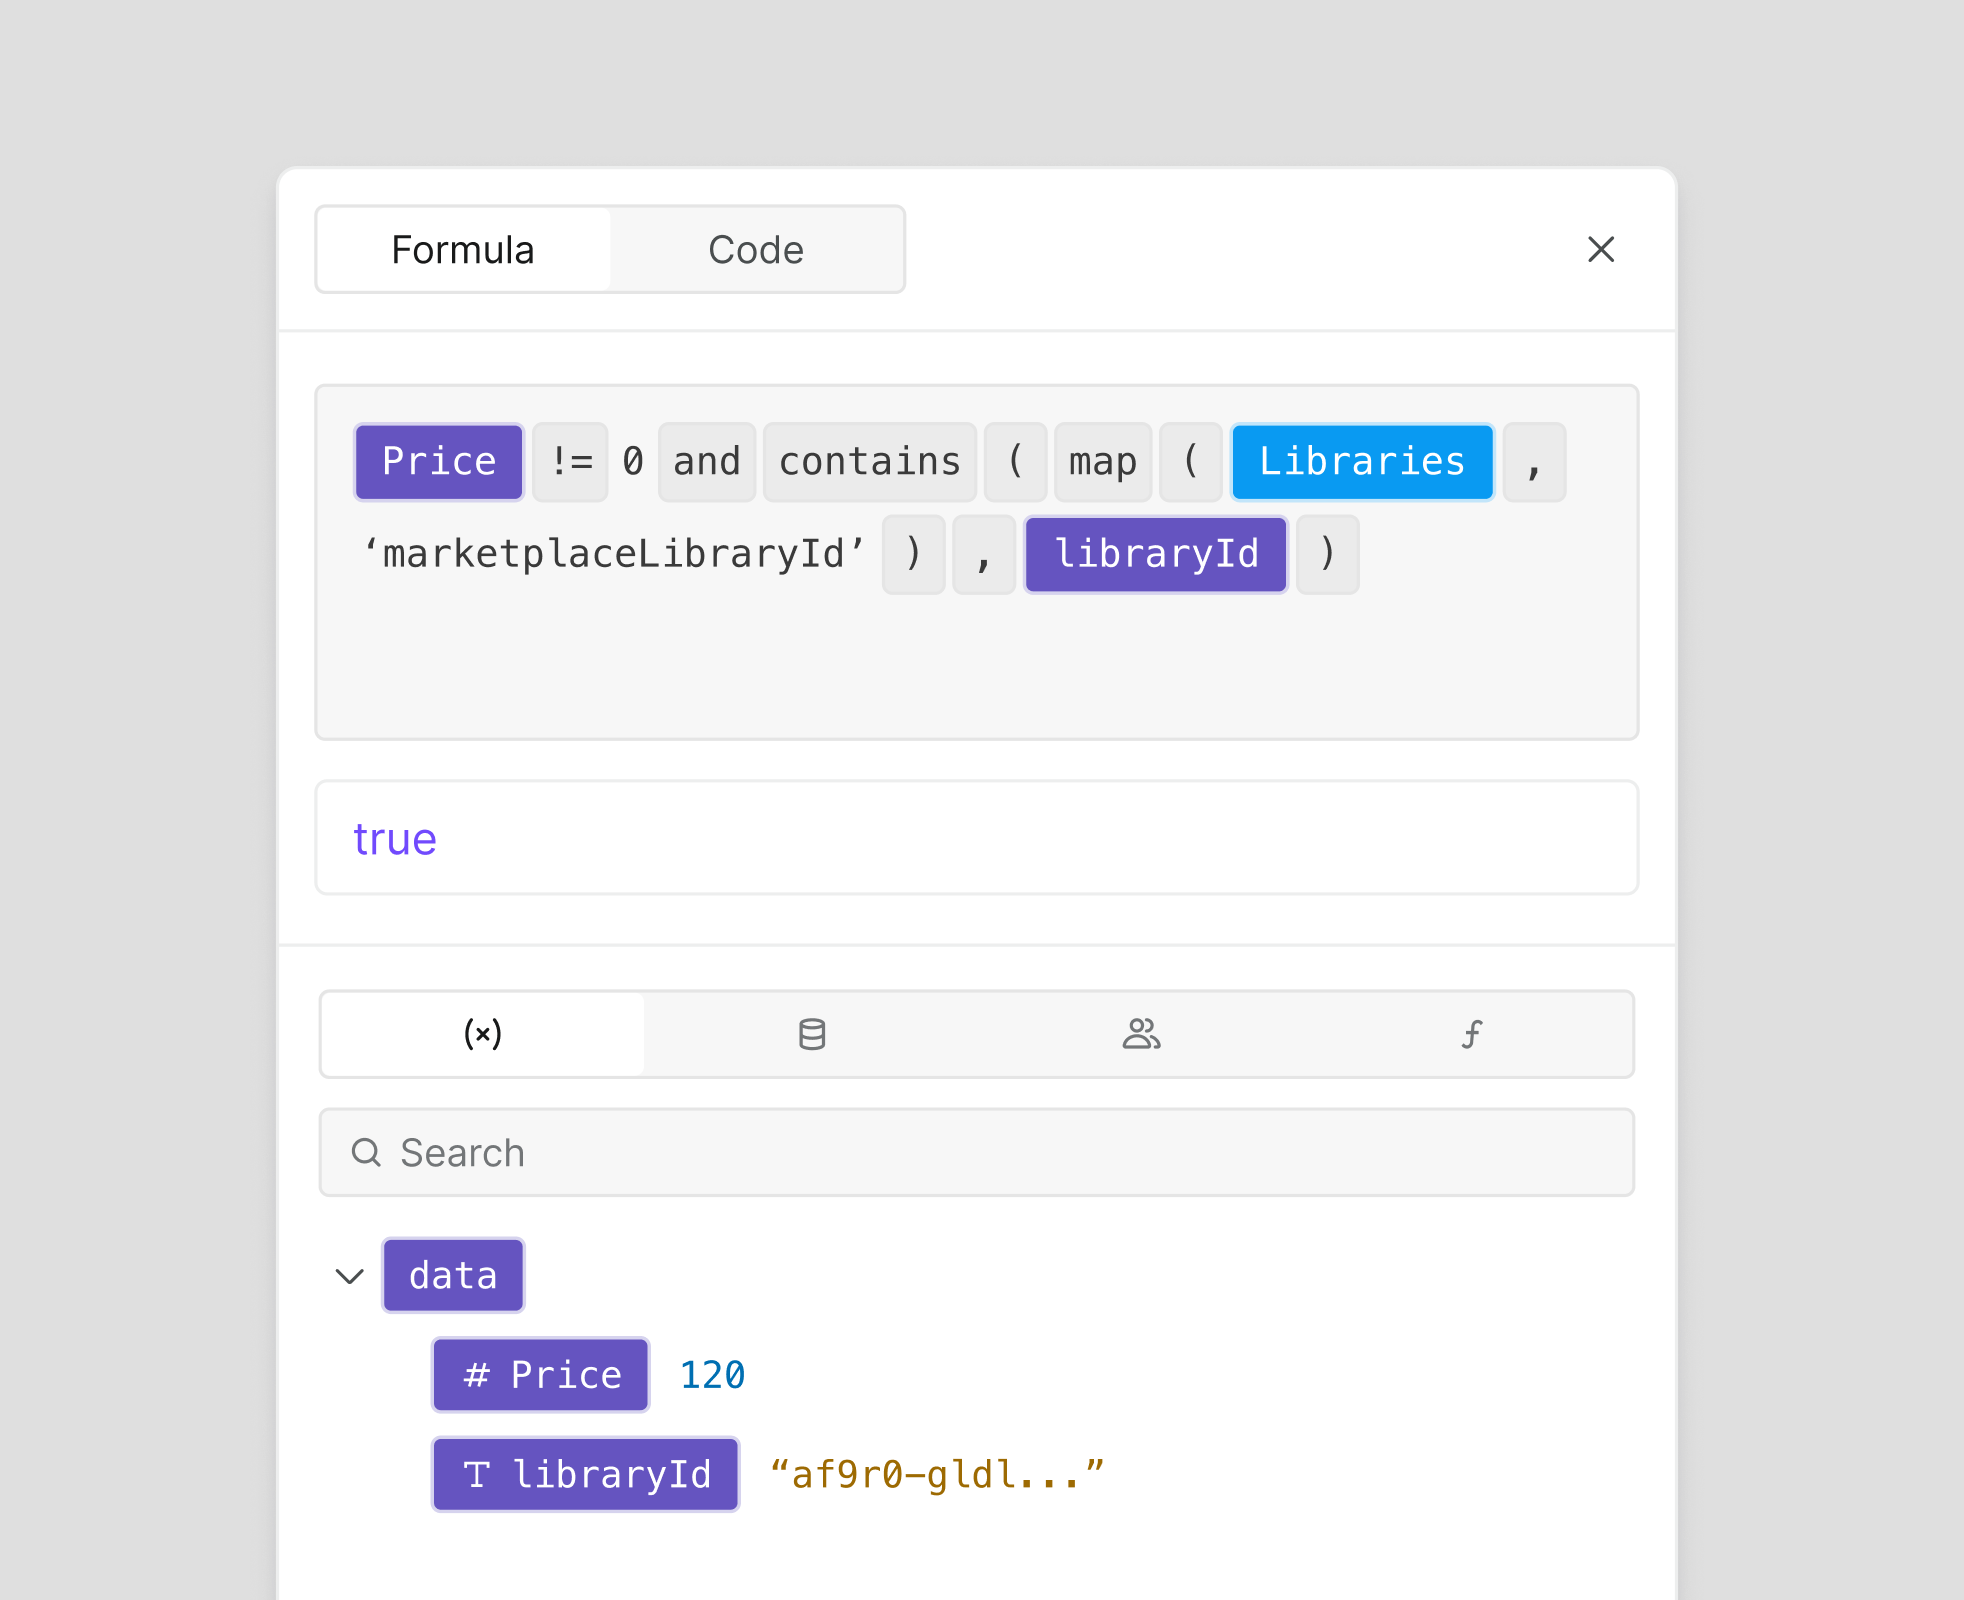 Formula Code
Price != 0 and contains ( map ( Libraries ,
‘marketplaceLibraryId’ ) , libraryId )
true
(x)
Search
data
# Price 120
T libraryId “af9r0–gldl...”